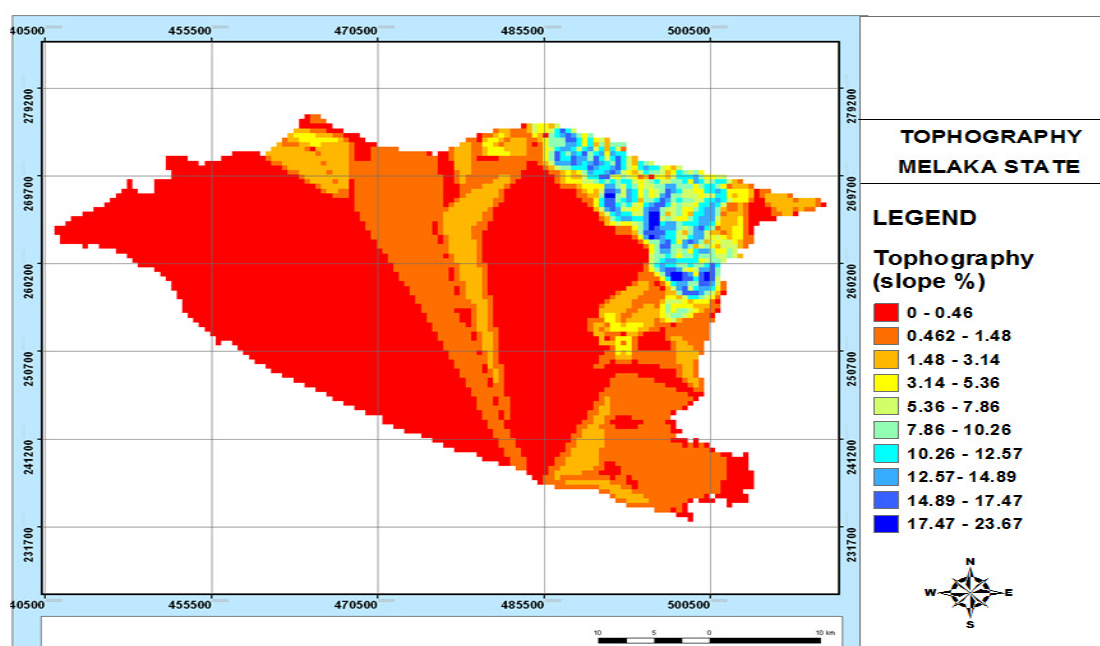 40500 455500 470500 485500 500500
279200 279200
269700 269700
260200 260200
250700 250700
241200 241200
231700 231700
40500 455500 470500 485500 500500
10 5 0 10 km
TOPHOGRAPHY
MELAKA STATE
LEGEND
Tophography
(slope %)
0 - 0.46
0.462 - 1.48
1.48 - 3.14
3.14 - 5.36
5.36 - 7.86
7.86 - 10.26
10.26 - 12.57
12.57- 14.89
14.89 - 17.47
17.47 - 23.67
N
W E
S